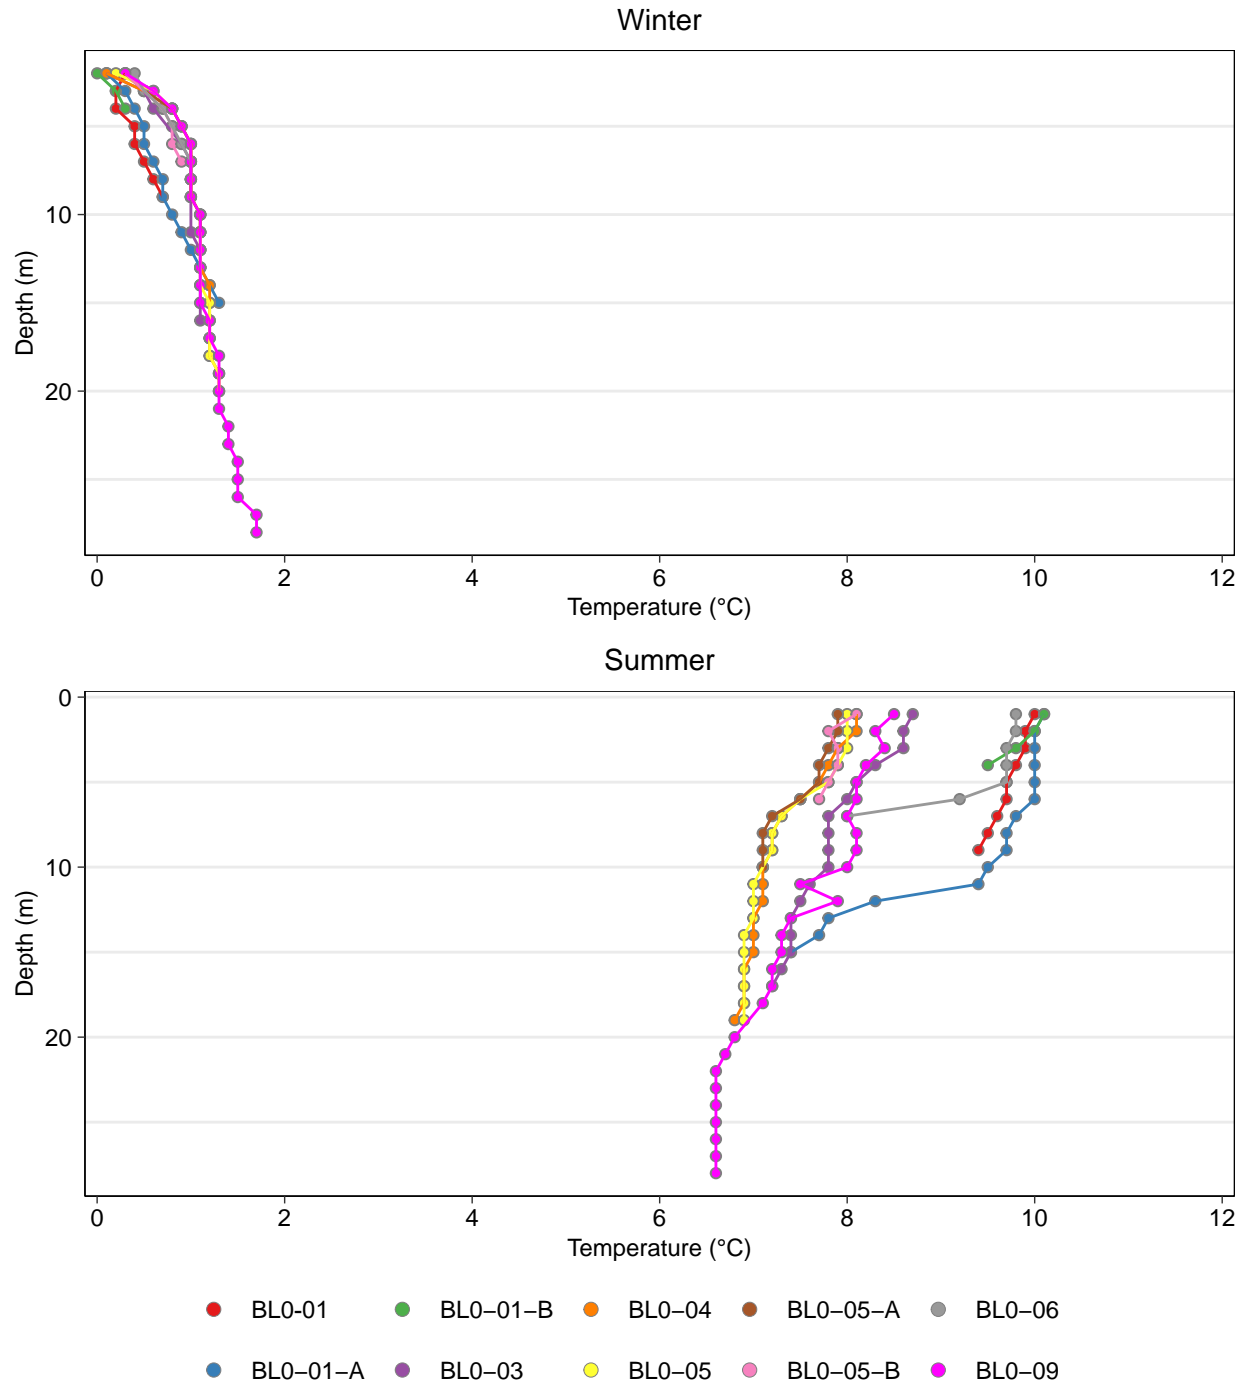 Winter
Depth (m)
10
20
0 2 4 6 8 10 12
Temperature (°C)
Summer
Depth (m)
0
10
20
0 2 4 6 8 10 12
Temperature (°C)
BL0-01 BL0−01−B BL0−04 BL0−05−A BL0−06
BL0−01−A BL0−03 BL0−05 BL0−05−B BL0−09